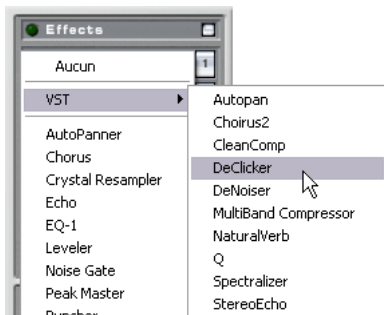 Effects
Aucun
1
VST
AutoPanner
Chorus
Crystal Resampler
Echo
EQ-1
Leveler
Noise Gate
Peak Master
Puncher
Autopan
Choirus2
CleanComp
DeClicker
DeNoiser
MultiBand Compressor
NaturalVerb
Q
Spectralizer
StereoEcho